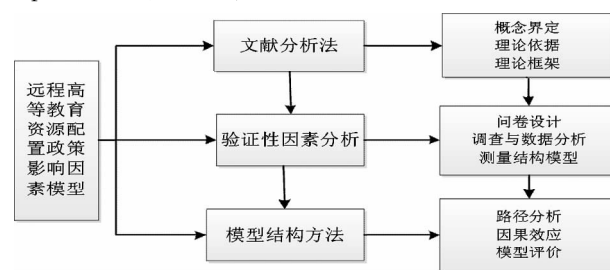 远程高
等教育
资源配
置政策
影响因
素模型
文献分析法
概念界定
理论依据
理论框架
验证性因素分析
问卷设计
调查与数据分析
测量结构模型
模型结构方法
路径分析
因果效应
模型评价